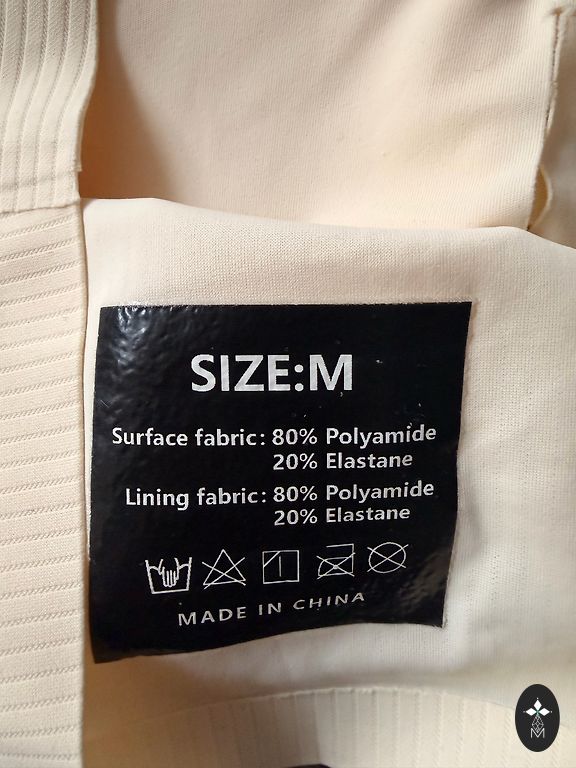 SIZE:M
Surface fabric: 80% Polyamide
20% Elastane
Lining fabric: 80% Polyamide
20% Elastane
MADE IN CHINA
M